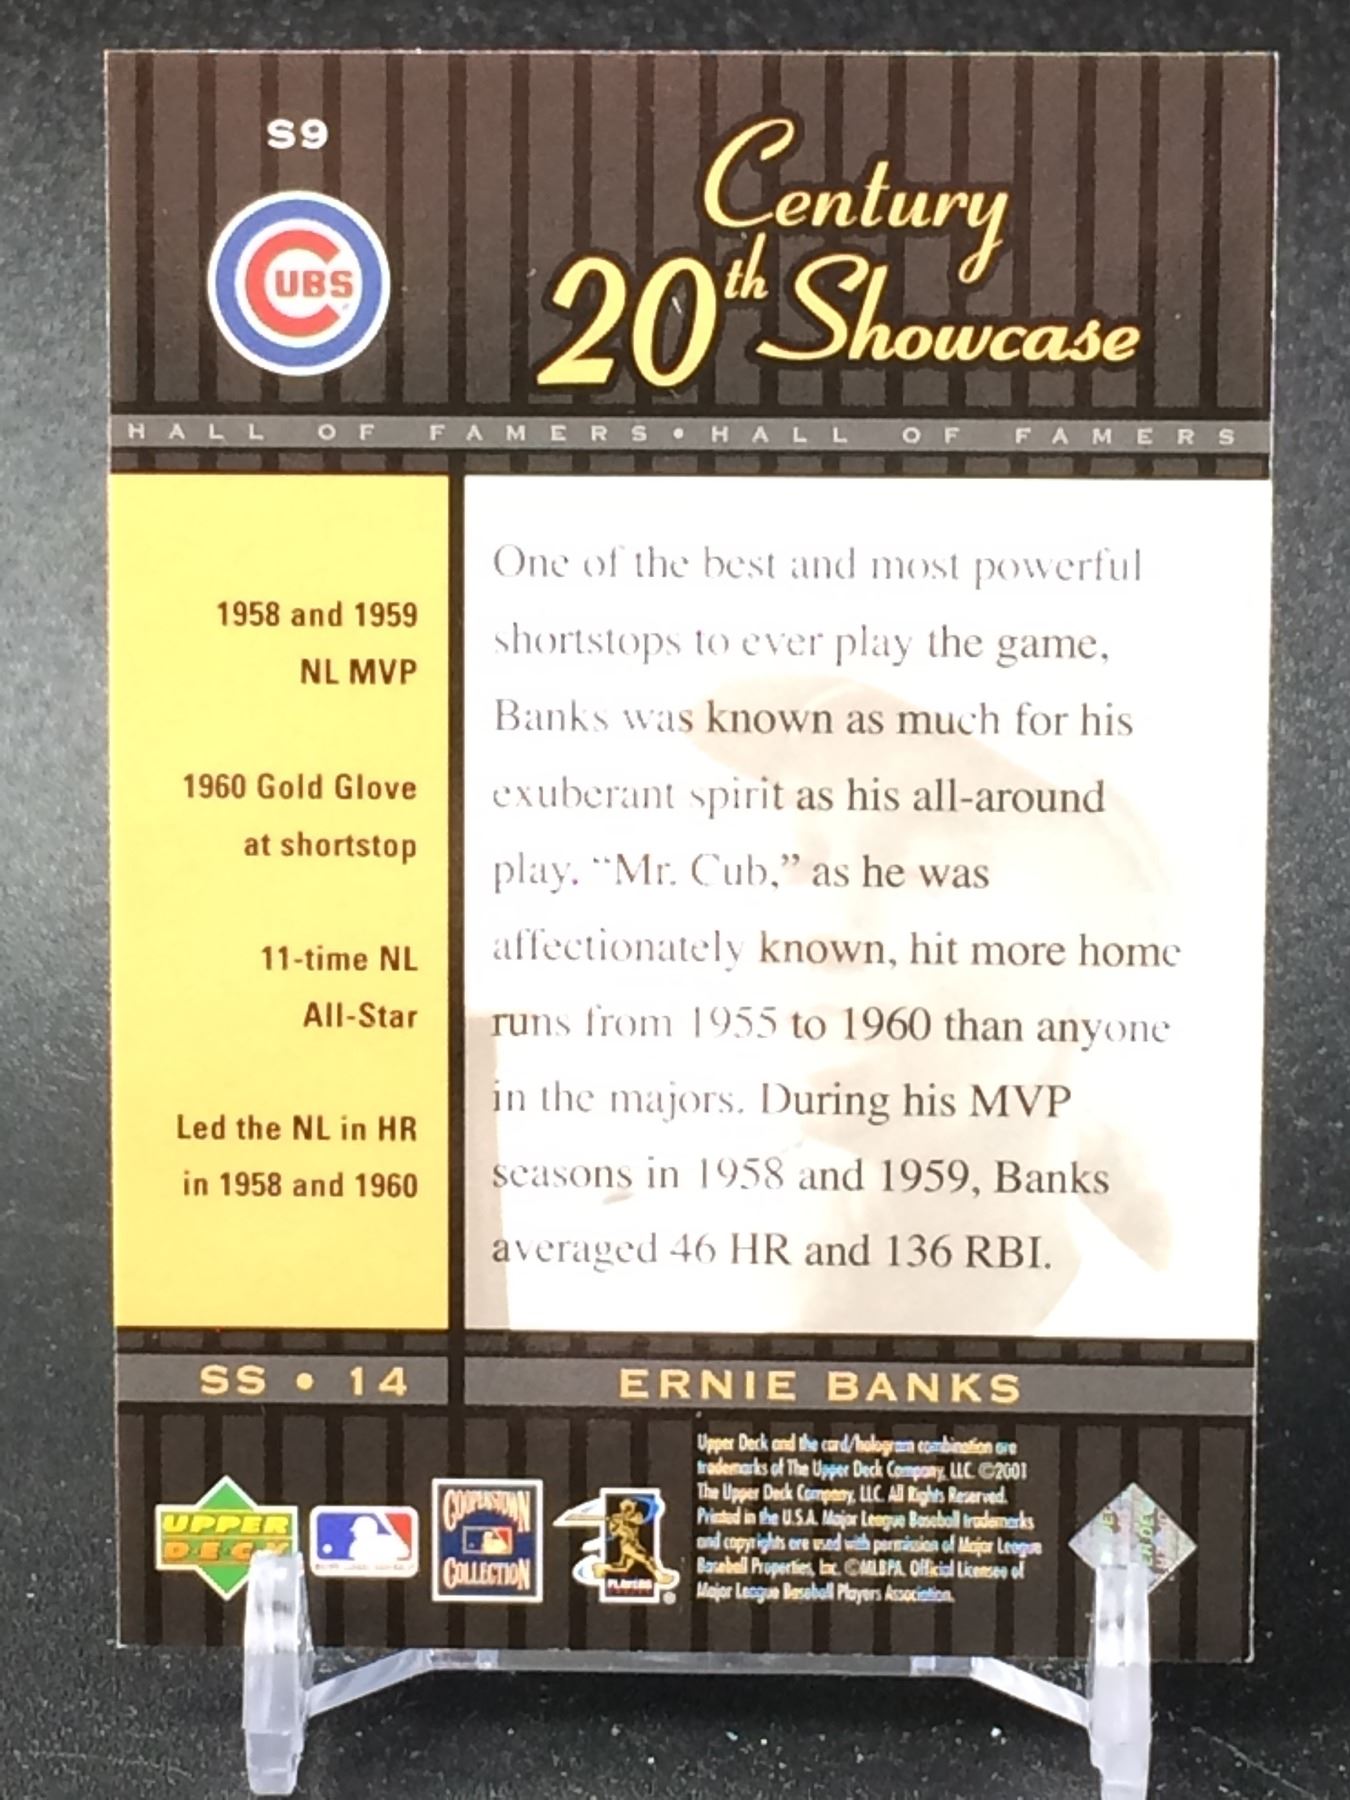 S9
CUBS
Century
20th Showcase
HALL OF FAMERS • HALL OF FAMERS
1958 and 1959
NL MVP
1960 Gold Glove
at shortstop
11-time NL
All-Star
Led the NL in HR
in 1958 and 1960
One of the best and most powerful
shortstops to ever play the game,
Banks was known as much for his
exuberant spirit as his all-around
play. “Mr. Cub,” as he was
affectionately known, hit more home
runs from 1955 to 1960 than anyone
in the majors. During his MVP
seasons in 1958 and 1959, Banks
averaged 46 HR and 136 RBI.
SS • 14
ERNIE BANKS
UPPER
DECK
COOPERSTOWN
COLLECTION
PLAYERS
Upper Deck and the card/hologram combination are
trademarks of The Upper Deck Company, LLC. ©2001
The Upper Deck Company, LLC. All Rights Reserved.
Printed in the U.S.A. Major League Baseball trademarks
and copyrights are used with permission of Major League
Baseball Properties, Inc. ©MLBPA. Official Licensee of
Major League Baseball Players Association.